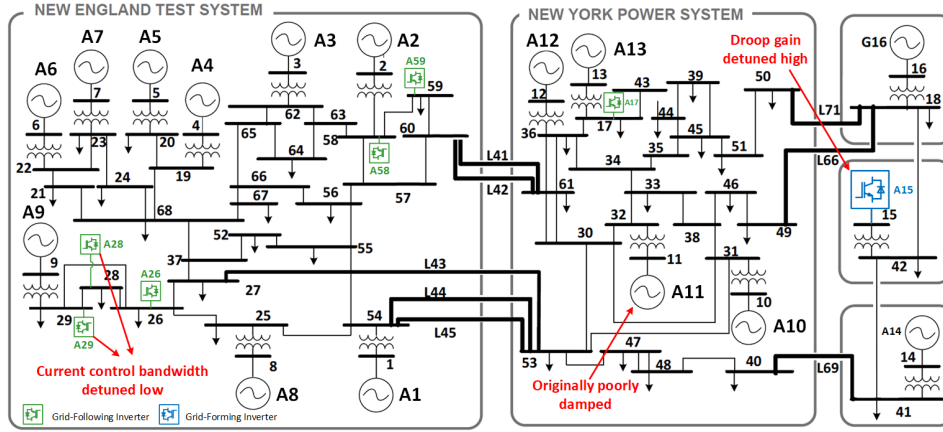 NEW ENGLAND TEST SYSTEM
NEW YORK POWER SYSTEM
A7
A5
A3
A2
A6
A4
A59
A12
A13
Droop gain
detuned high
G16
7
5
3
2
59
6
4
62
63
58
60
12
13
43
A17
17
39
50
16
18
L71
65
64
A58
36
44
45
35
51
L66
23
20
22
24
19
21
66
67
56
57
L41
L42
61
34
33
46
49
A15
15
A9
68
52
55
37
30
32
38
31
42
9
A28
28
A26
27
L43
11
A11
10
A10
29
26
A29
25
54
L44
L45
53
47
48
40
L69
A14
14
41
8
1
A8
A1
Current control bandwidth
detuned low
Originally poorly
damped
Grid-Following Inverter
Grid-Forming Inverter